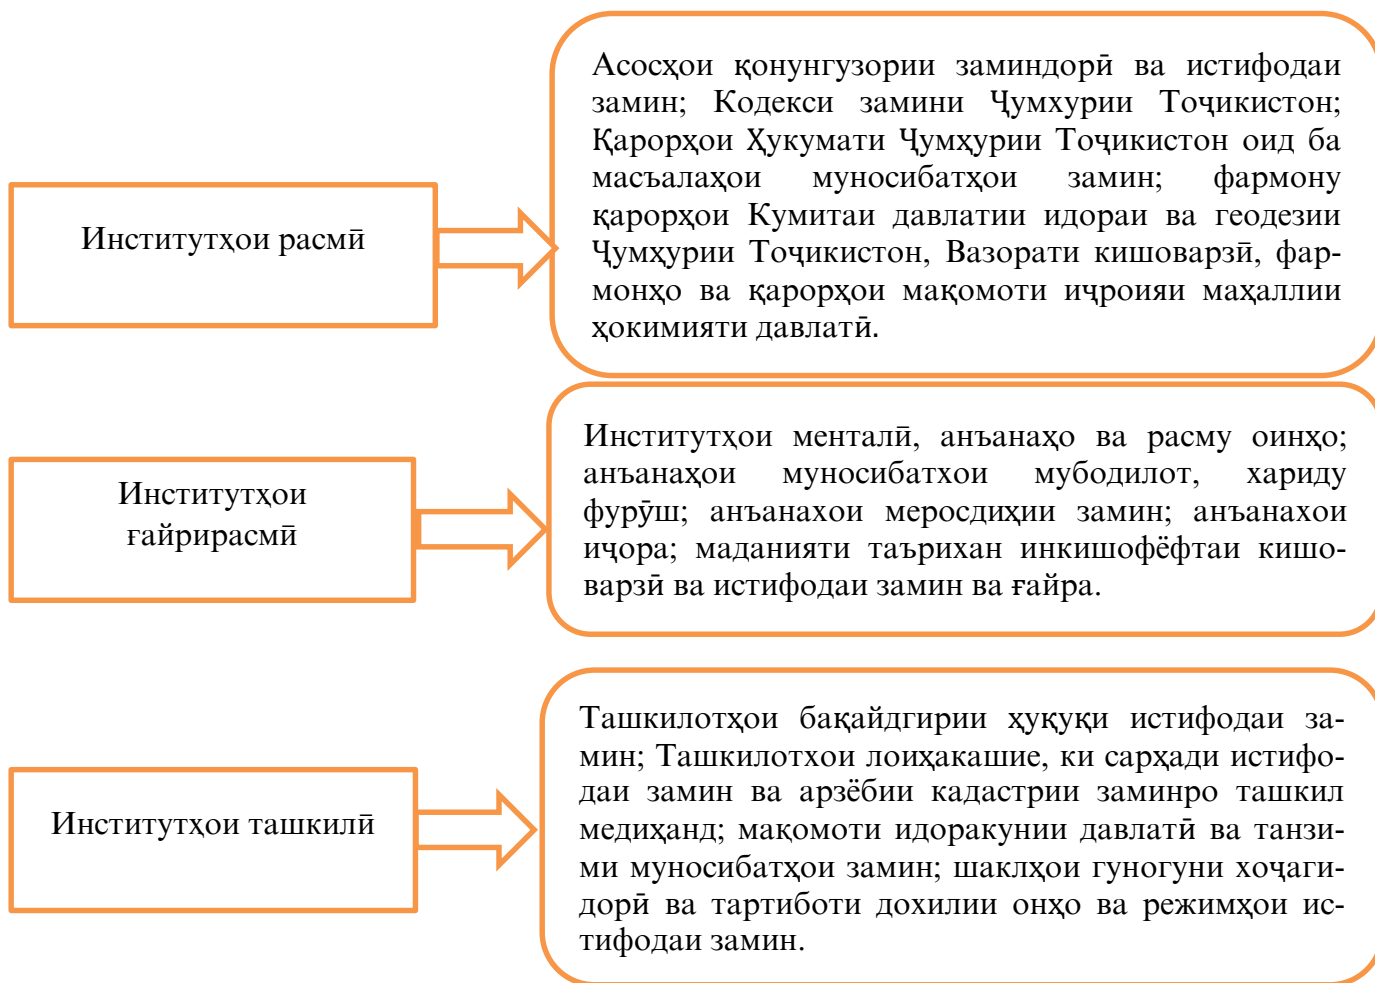 Институтҳои расмӣ
Асосҳои қонунгузории заминдорӣ ва истифодаи
замин; Кодекси замини Ҷумхурии Тоҷикистон;
Қарорҳои Ҳукумати Ҷумҳурии Тоҷикистон оид ба
масъалаҳои муносибатҳои замин; фармону
қарорҳои Кумитаи давлатии идораи ва геодезии
Ҷумҳурии Тоҷикистон, Вазорати кишоварзӣ, фар-
монҳо ва қарорҳои мақомоти иҷроияи маҳаллии
ҳокимияти давлатӣ.
Институтҳои
ғайрирасмӣ
Институтҳои менталӣ, анъанаҳо ва расму оинҳо;
анъанаҳои муносибатхои мубодилот, хариду
фурӯш; анъанахои меросдиҳии замин; анъанахои
иҷора; маданияти таърихан инкишофёфтаи кишо-
варзӣ ва истифодаи замин ва ғайра.
Институтҳои ташкилӣ
Ташкилотҳои бақайдгирии ҳуқуқи истифодаи за-
мин; Ташкилотхои лоиҳакашие, ки сарҳади истифо-
даи замин ва арзёбии кадастрии заминро ташкил
медиҳанд; мақомоти идоракунии давлатӣ ва танзи-
ми муносибатҳои замин; шаклҳои гуногуни хоҷаги-
дорӣ ва тартиботи дохилии онҳо ва режимҳои ис-
тифодаи замин.